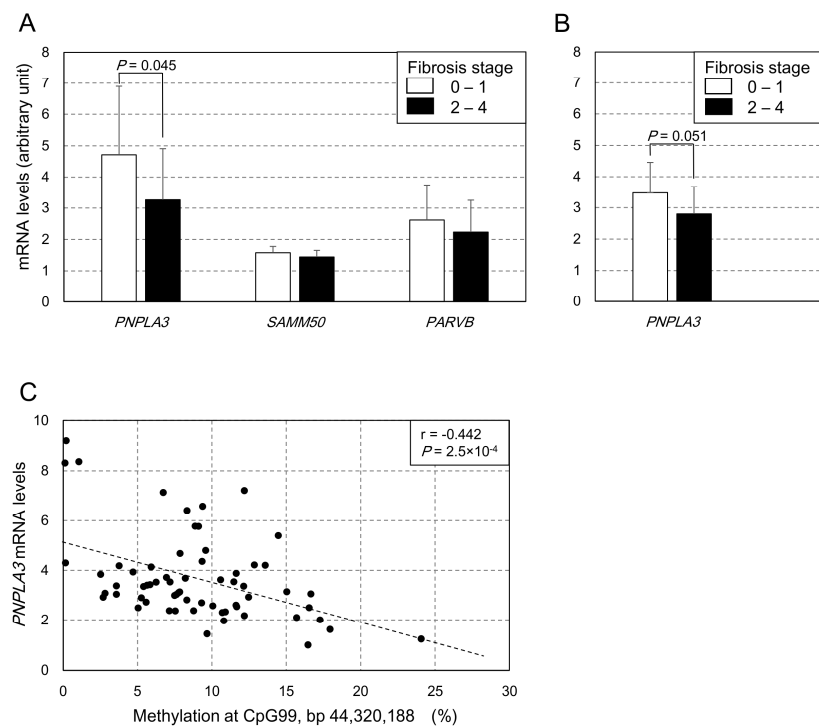 A
B
mRNA levels (arbitrary unit)
8
7
6
5
4
3
2
1
0
P = 0.045
Fibrosis stage
0 – 1
2 – 4
PNPLA3
SAMM50
PARVB
8
7
6
5
4
3
2
1
0
Fibrosis stage
0 – 1
2 – 4
P = 0.051
PNPLA3
C
PNPLA3 mRNA levels
10
8
6
4
2
0
r = -0.442
P = 2.5×10⁻⁴
0 5 10 15 20 25 30
Methylation at CpG99, bp 44,320,188 (%)